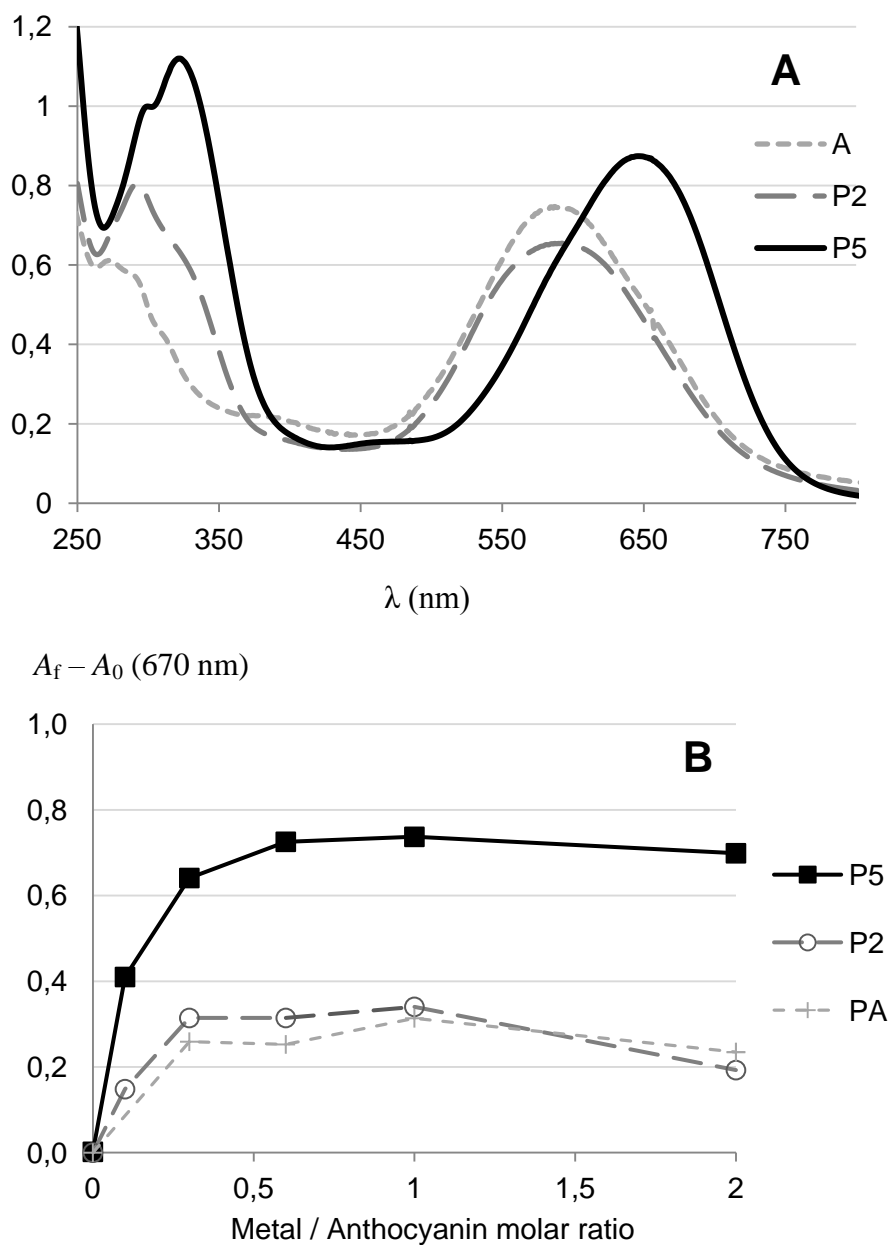 1,2
A
1
A
0,8
P2
P5
0,6
0,4
0,2
0
250 350 450 550 650 750
λ (nm)
Af – A0 (670 nm)
1,0
B
0,8
P5
0,6
P2
0,4
PA
0,2
0,0
0 0,5 1 1,5 2
Metal / Anthocyanin molar ratio